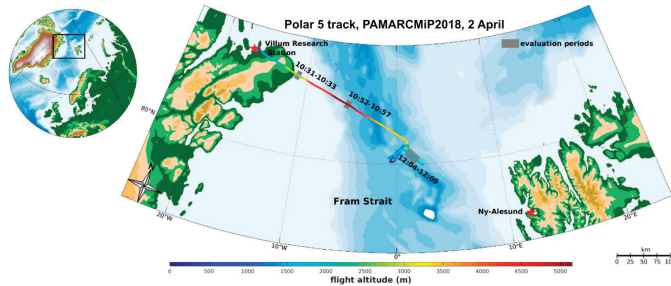 Polar 5 track, PAMARCMiP2018, 2 April
Villum Research
Station
evaluation periods
10:31-10:33
10:52-10:57
80°N
12:04-12:09
N
Fram Strait
Ny-Alesund
20°W
10°W
0°
10°E
20°E
km
0 25 50 75 100
0 500 1000 1500 2000 2500 3000 3500 4000 4500 5000
flight altitude (m)